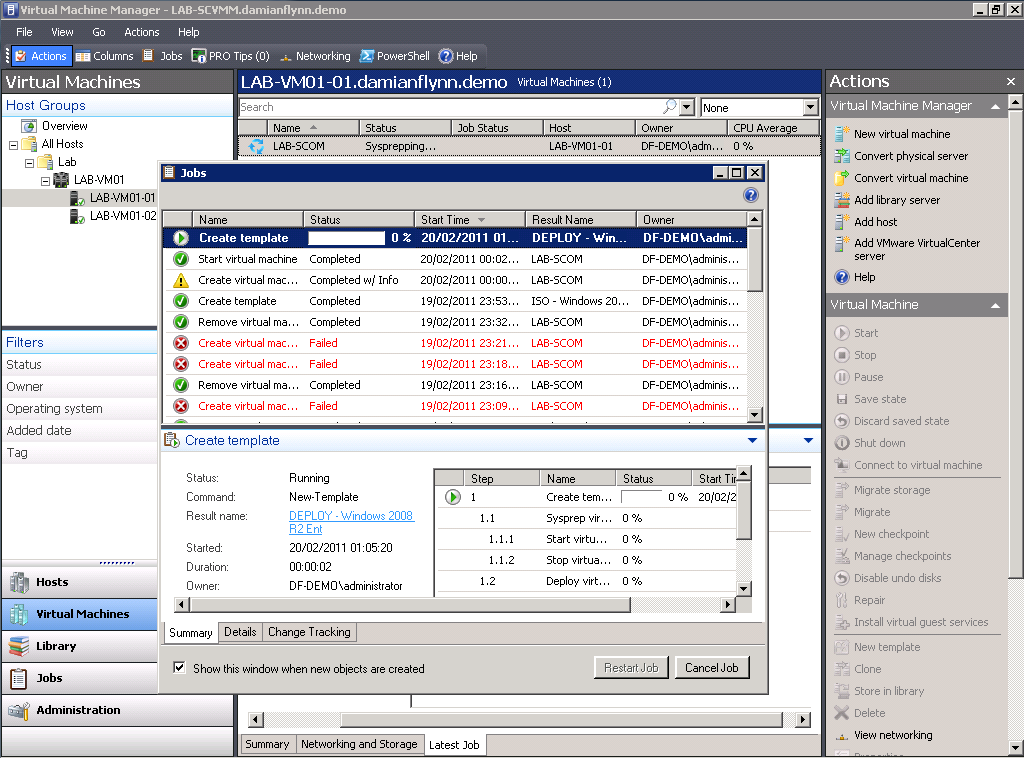 Virtual Machine Manager - LAB-SCVMM.damianflynn.demo
File View Go Actions Help
Actions Columns Jobs PRO Tips (0) Networking PowerShell Help
Virtual Machines
Host Groups
Overview
All Hosts
Lab
LAB-VM01
LAB-VM01-01
LAB-VM01-02
Filters
Status
Owner
Operating system
Added date
Tag
Hosts
Virtual Machines
Library
Jobs
Administration
LAB-VM01-01.damianflynn.demo Virtual Machines (1)
Search None
Name Status Job Status Host Owner CPU Average
LAB-SCOM Sysprepping... LAB-VM01-01 DF-DEMO\adm... 0 %
Jobs
Name Status Start Time Result Name Owner
Create template 0 % 20/02/2011 01... DEPLOY - Win... DF-DEMO\admi...
Start virtual machine Completed 20/02/2011 00:02... LAB-SCOM DF-DEMO\adminis...
Create virtual mac... Completed w/ Info 20/02/2011 00:00... LAB-SCOM DF-DEMO\adminis...
Create template Completed 19/02/2011 23:53... ISO - Windows 20... DF-DEMO\adminis...
Remove virtual ma... Completed 19/02/2011 23:32... LAB-SCOM DF-DEMO\adminis...
Create virtual mac... Failed 19/02/2011 23:21... LAB-SCOM DF-DEMO\adminis...
Create virtual mac... Failed 19/02/2011 23:18... LAB-SCOM DF-DEMO\adminis...
Remove virtual ma... Completed 19/02/2011 23:16... LAB-SCOM DF-DEMO\adminis...
Create virtual mac... Failed 19/02/2011 23:09... LAB-SCOM DF-DEMO\adminis...
Create template
Status: Running
Command: New-Template
Result name: DEPLOY - Windows 2008
R2 Ent
Started: 20/02/2011 01:05:20
Duration: 00:00:02
Owner: DF-DEMO\administrator
Step Name Status Start Tir
1 Create tem... 0 % 20/02/2
1.1 Sysprep vir... 0 %
1.1.1 Start virtu... 0 %
1.1.2 Stop virtua... 0 %
1.2 Deploy virt... 0 %
Summary Details Change Tracking
Show this window when new objects are created
Restart Job Cancel Job
Summary Networking and Storage Latest Job
Actions
Virtual Machine Manager
New virtual machine
Convert physical server
Convert virtual machine
Add library server
Add host
Add VMware VirtualCenter
server
Help
Virtual Machine
Start
Stop
Pause
Save state
Discard saved state
Shut down
Connect to virtual machine
Migrate storage
Migrate
New checkpoint
Manage checkpoints
Disable undo disks
Repair
Install virtual guest services
New template
Clone
Store in library
Delete
View networking